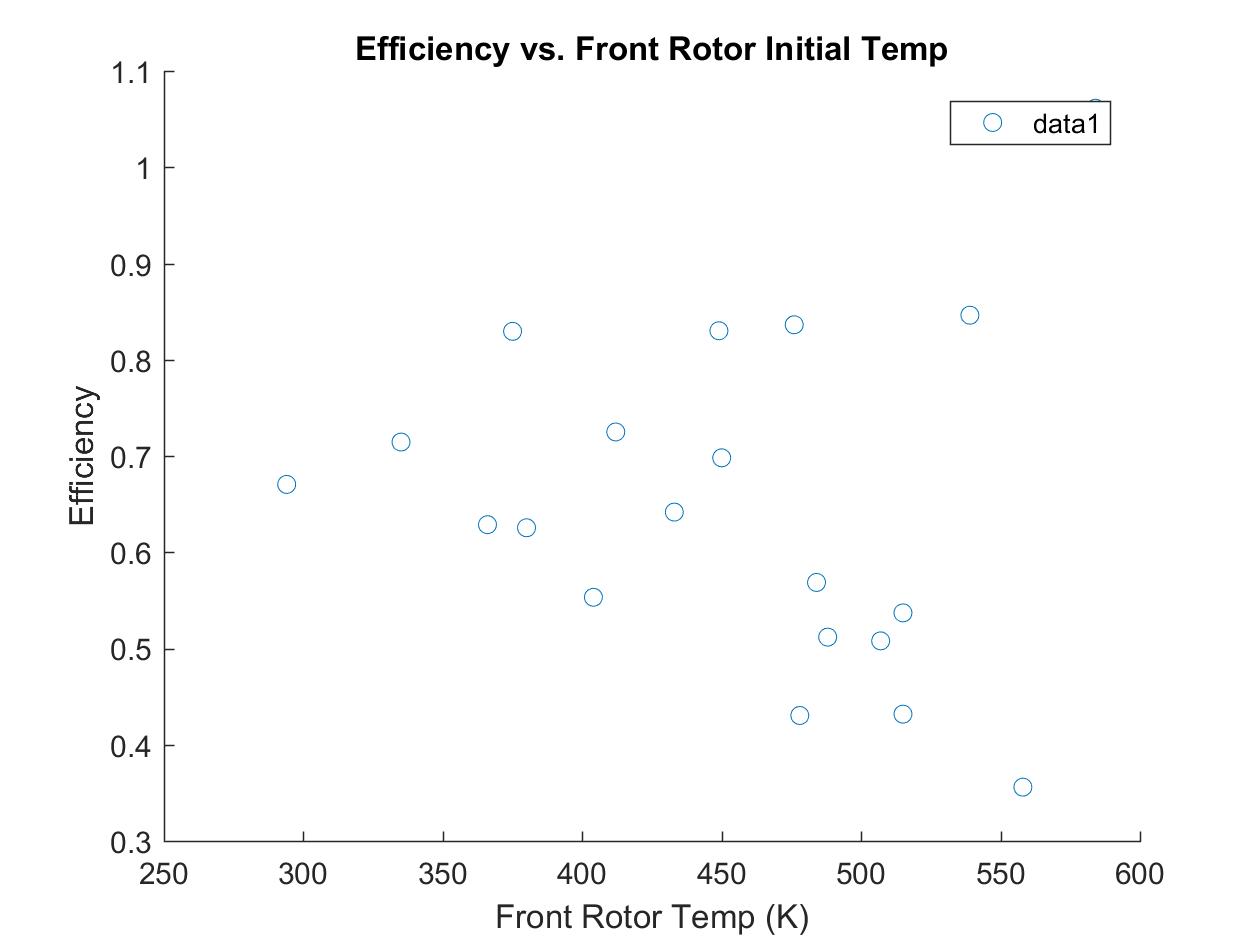 Efficiency vs. Front Rotor Initial Temp
1.1
1
0.9
0.8
0.7
0.6
0.5
0.4
0.3
Efficiency
data1
250 300 350 400 450 500 550 600
Front Rotor Temp (K)